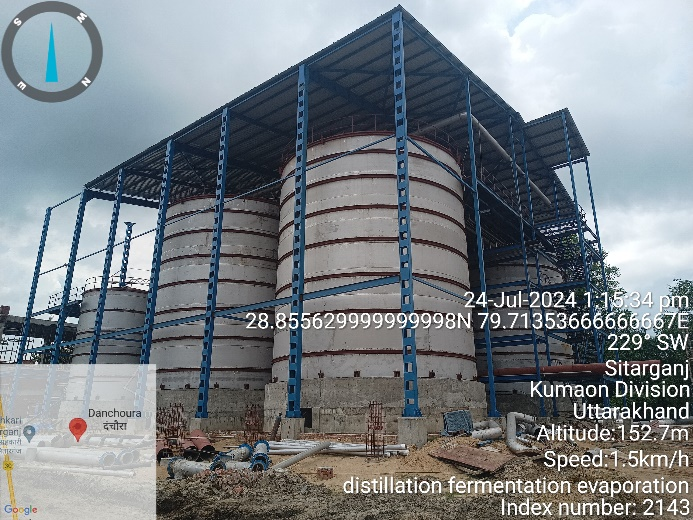 S
W
E
N
24-Jul-2024 1:15:34 pm
28.855629999999998N 79.71353666666667E
229° SW
Sitarganj
Kumaon Division
Uttarakhand
Altitude:152.7m
Speed:1.5km/h
distillation fermentation evaporation
Index number: 2143
Danchoura
दंचौरा
Google